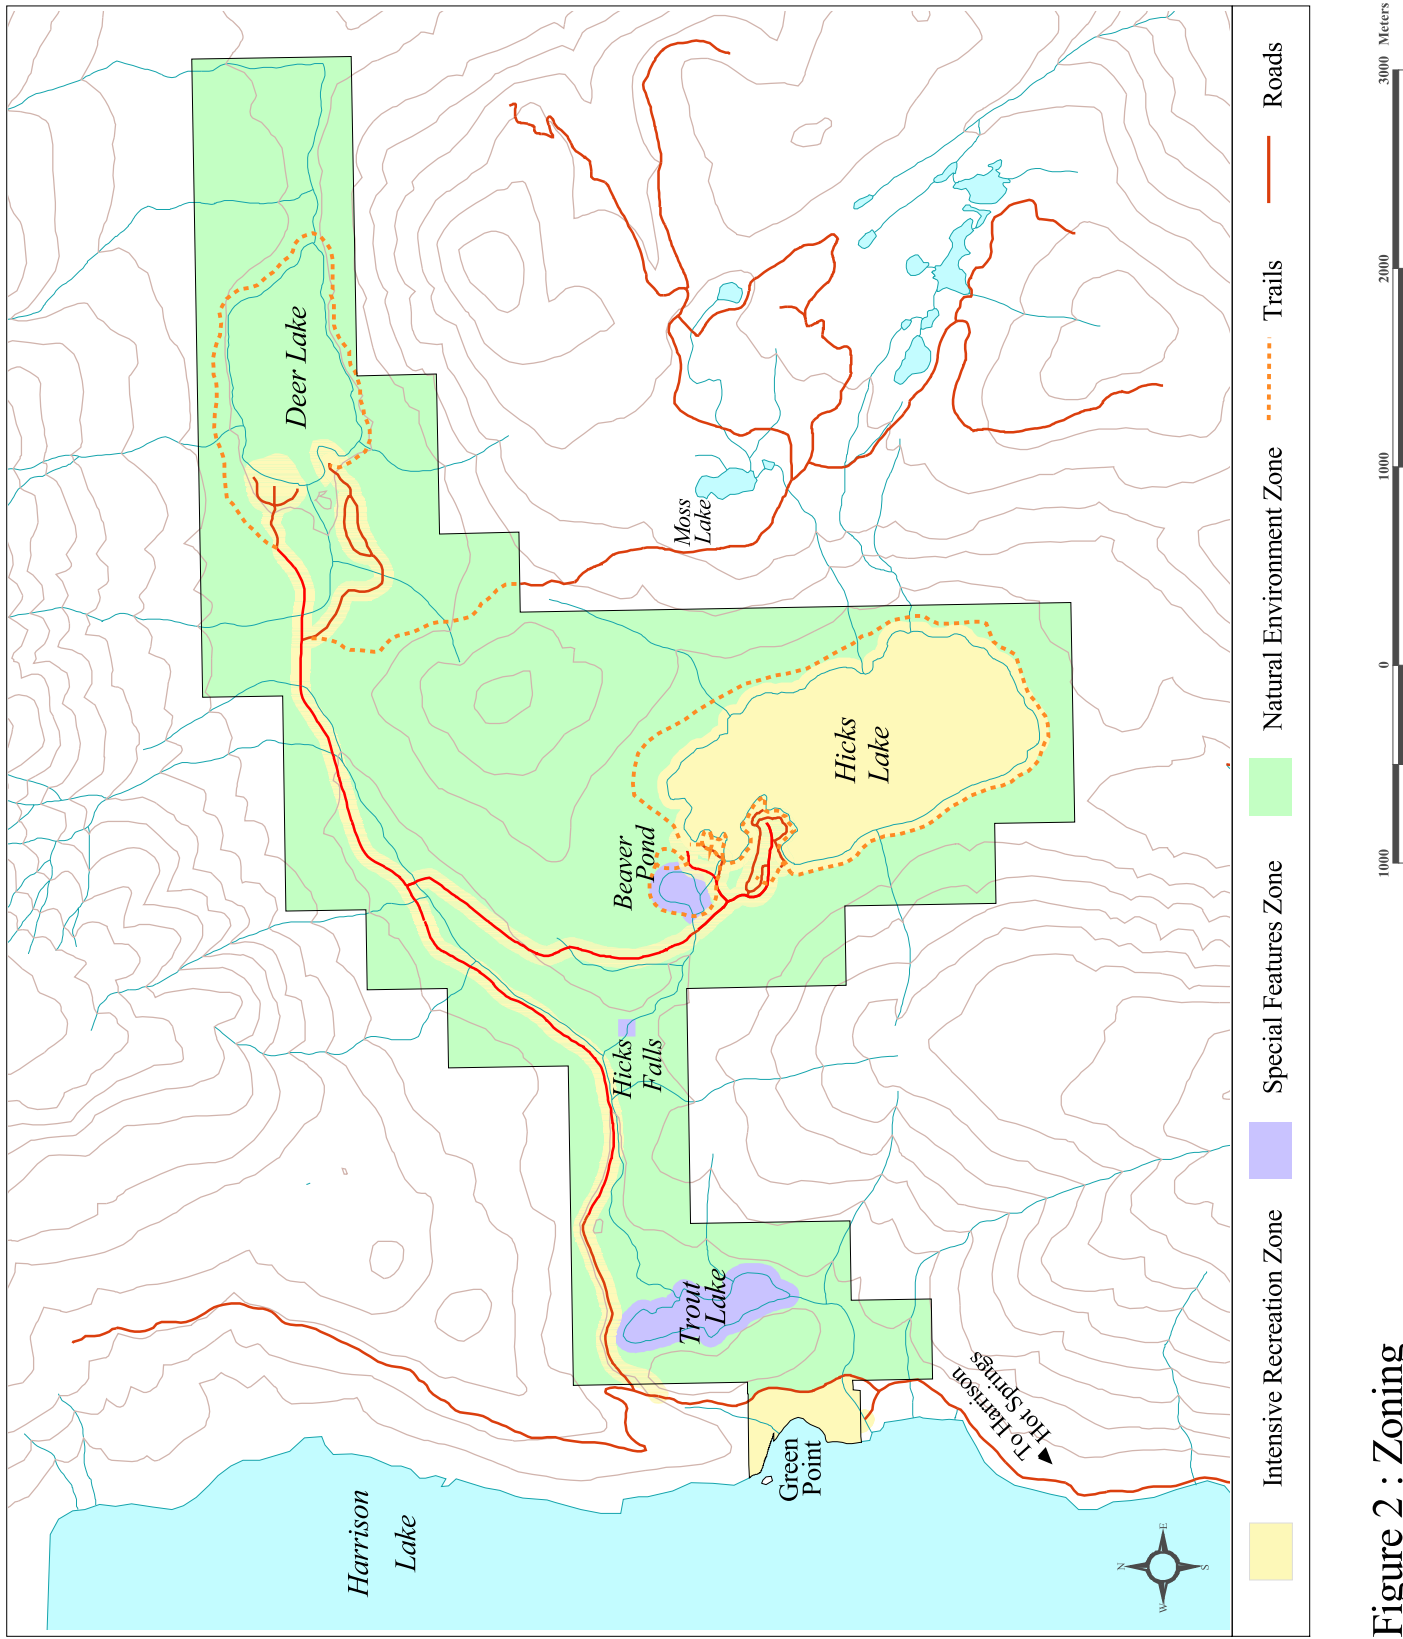 Deer Lake
Moss
Lake
Hicks
Lake
Beaver
Pond
Hicks
Falls
Trout
Lake
Green
Point
To Harrison
Hot Springs
Harrison
Lake
N
E
S
W
Intensive Recreation Zone
Special Features Zone
Natural Environment Zone
Trails
Roads
1000
0
1000
2000
3000
Meters
Figure 2 : Zoning